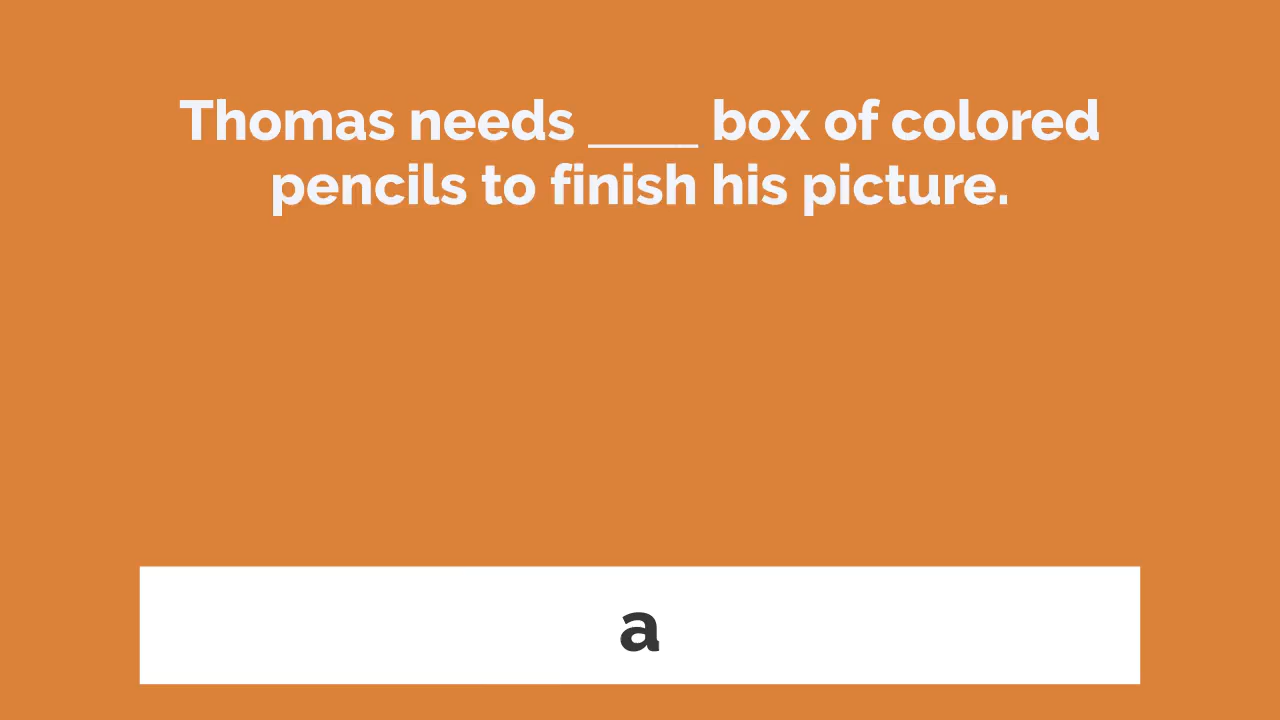 Thomas needs ____ box of colored
pencils to finish his picture.
a